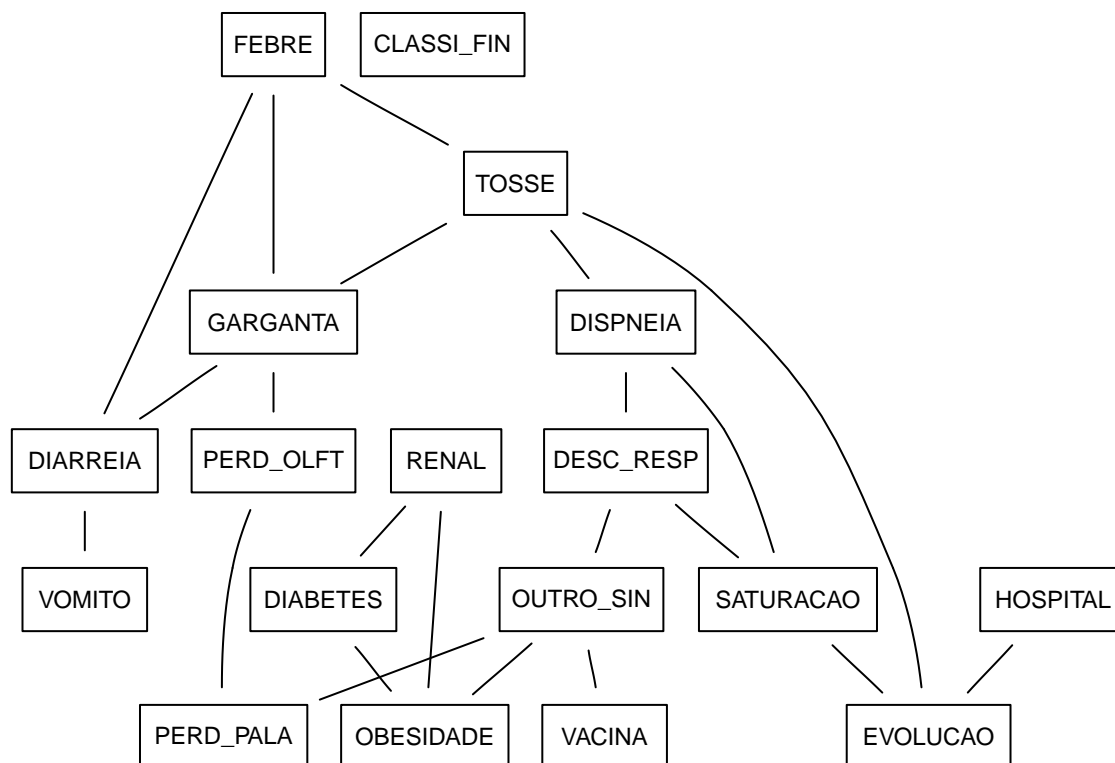 FEBRE
CLASSI_FIN
TOSSE
GARGANTA
DISPNEIA
DIARREIA
PERD_OLFT
RENAL
DESC_RESP
VOMITO
DIABETES
OUTRO_SIN
SATURACAO
HOSPITAL
PERD_PALA
OBESIDADE
VACINA
EVOLUCAO